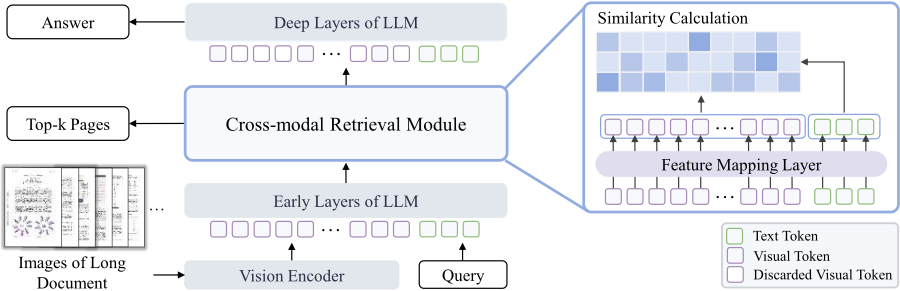 Answer
Deep Layers of LLM
...
Top-k Pages
Cross-modal Retrieval Module
...
Early Layers of LLM
...
Images of Long
Document
Vision Encoder
Query
Similarity Calculation
...
Feature Mapping Layer
...
Text Token
Visual Token
Discarded Visual Token